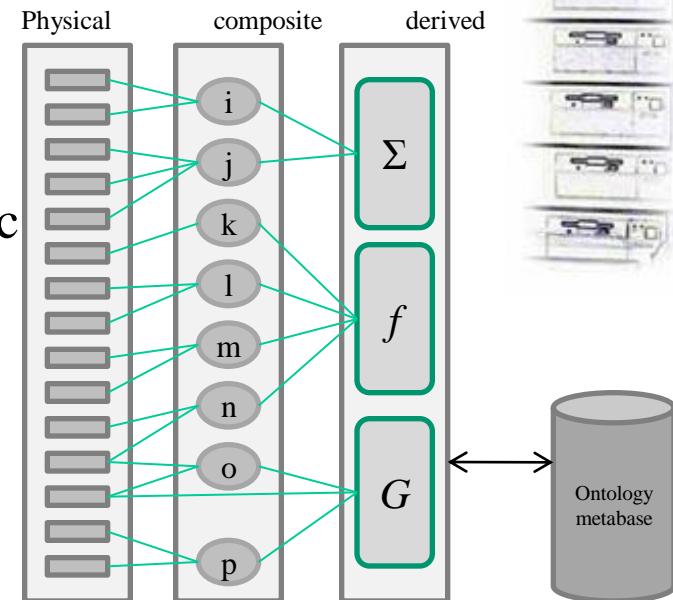 Physical composite derived
i
Σ
j
c
k
l
f
m
n
o
G
Ontology
metabase
p